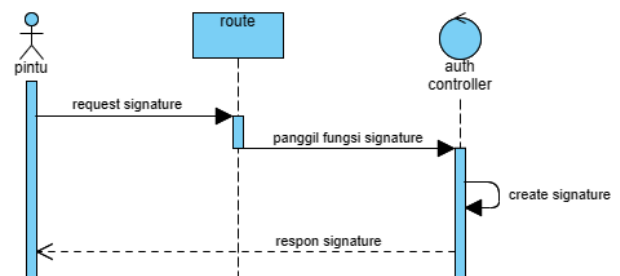 route
pintu
auth
controller
request signature
panggil fungsi signature
create signature
respon signature